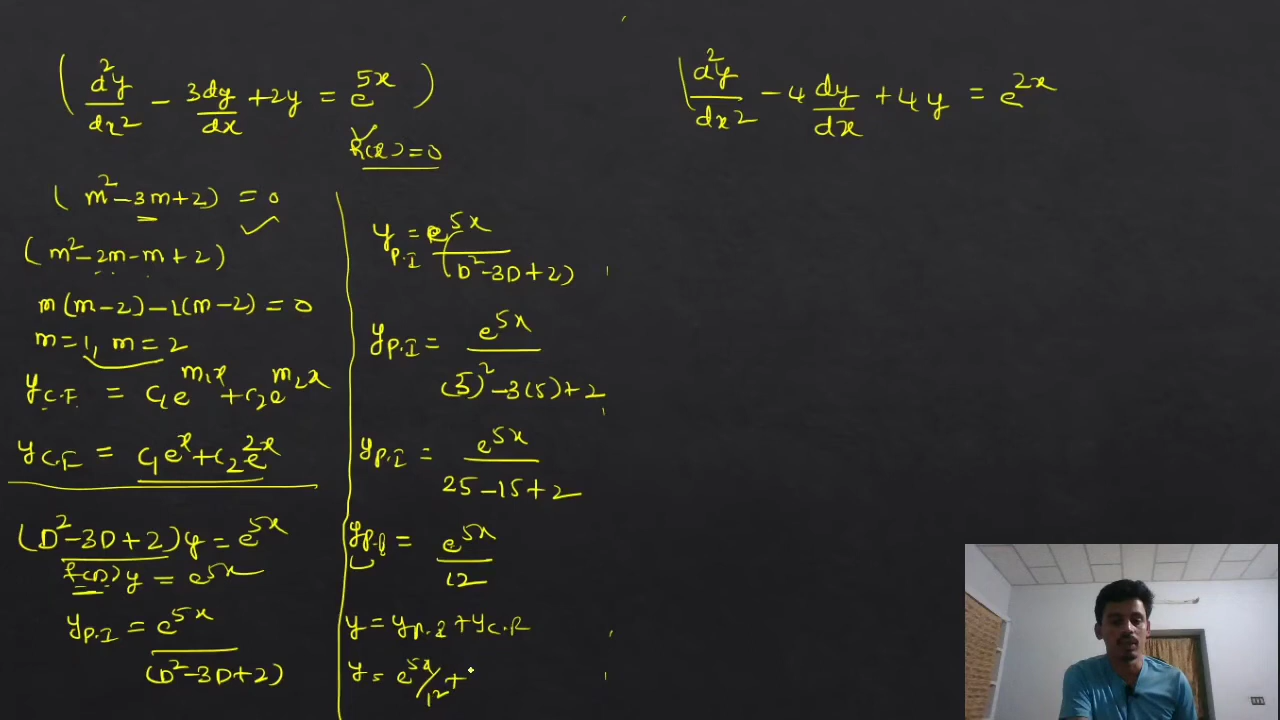 ( d²y/dx² - 3dy/dx + 2y = e^5x )
R(x) = 0
( m² - 3m + 2 ) = 0
( m² - 2m - m + 2 )
m(m-2) - 1(m-2) = 0
m = 1, m = 2
y_C.F = c₁e^m₁x + c₂e^m₂x
y_C.F = c₁e^x + c₂e^2x
(D² - 3D + 2)y = e^5x
f(D)y = e^5x
y_P.I = e^5x/(D² - 3D + 2)
y_P.I = e^5x/(D² - 3D + 2)
y_P.I = e^5x/(5)² - 3(5) + 2
y_P.I = e^5x/25 - 15 + 2
y_P.I = e^5x/12
y = y_P.I + y_C.F
y = e^5x/12 +
( d²y/dx² - 4dy/dx + 4y = e^2x